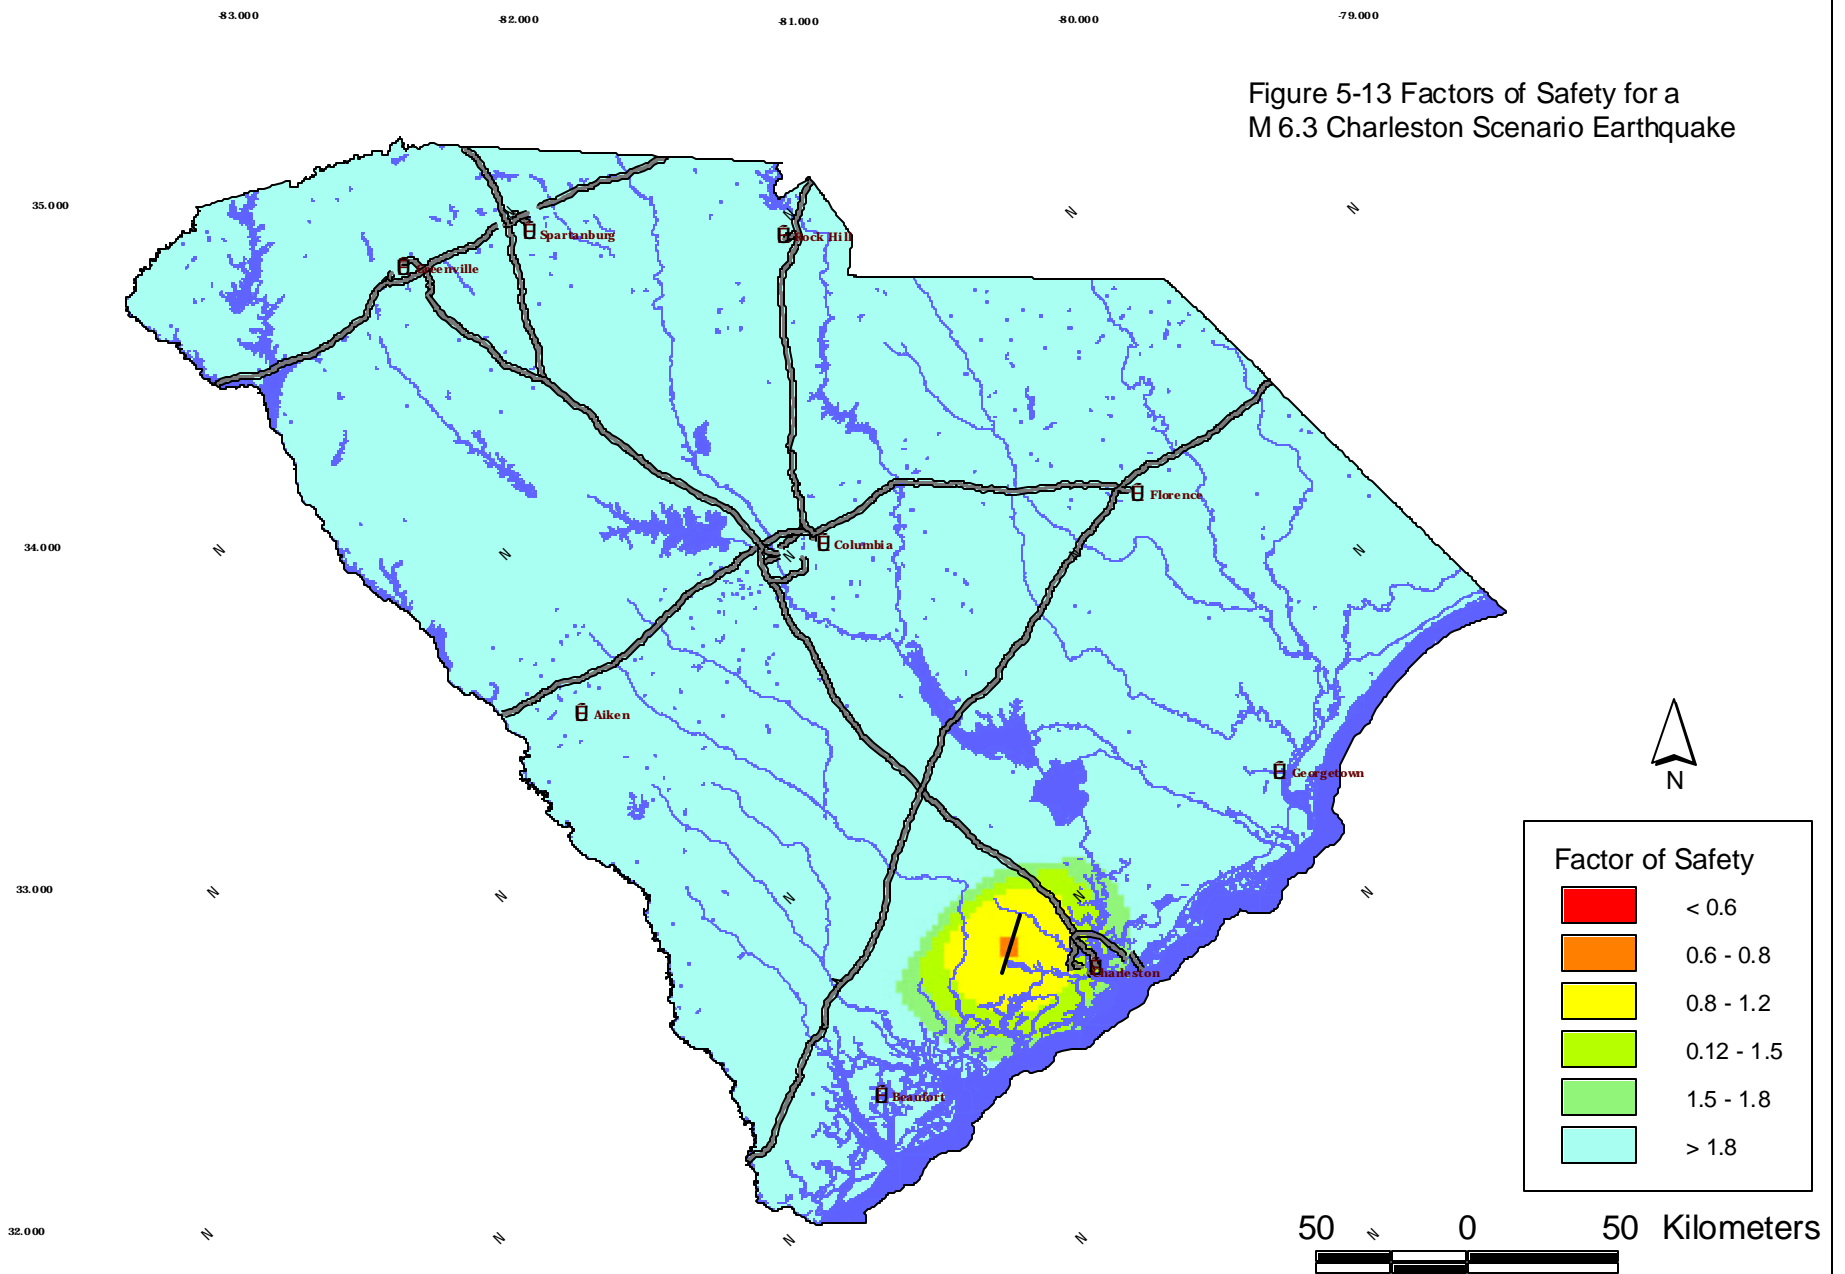 -83.000
-82.000
-81.000
-80.000
-79.000
Figure 5-13 Factors of Safety for a
M 6.3 Charleston Scenario Earthquake
35.000
N
N
Spartanburg
Rock Hill
Greenville
Florence
34.000
N
N
N
N
N
Columbia
Aiken
Georgetown
N
Factor of Safety
< 0.6
0.6 - 0.8
0.8 - 1.2
0.12 - 1.5
1.5 - 1.8
> 1.8
33.000
N
N
N
N
N
Charleston
Beaufort
32.000
N
N
N
N
N
50 0 50 Kilometers